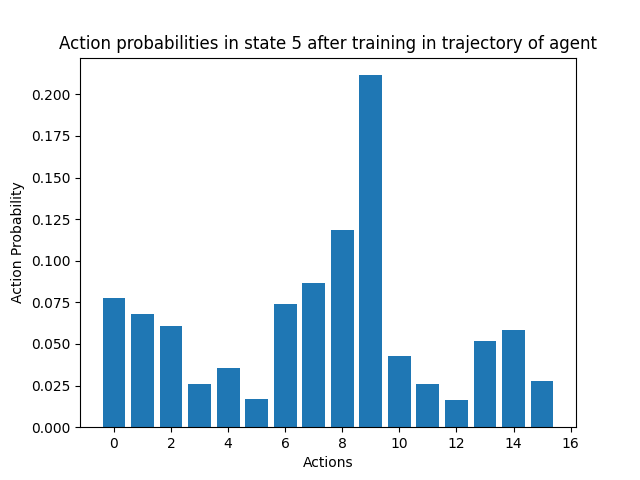 Action probabilities in state 5 after training in trajectory of agent
0.200
0.175
0.150
0.125
0.100
0.075
0.050
0.025
0.000
Action Probability
0 2 4 6 8 10 12 14 16
Actions